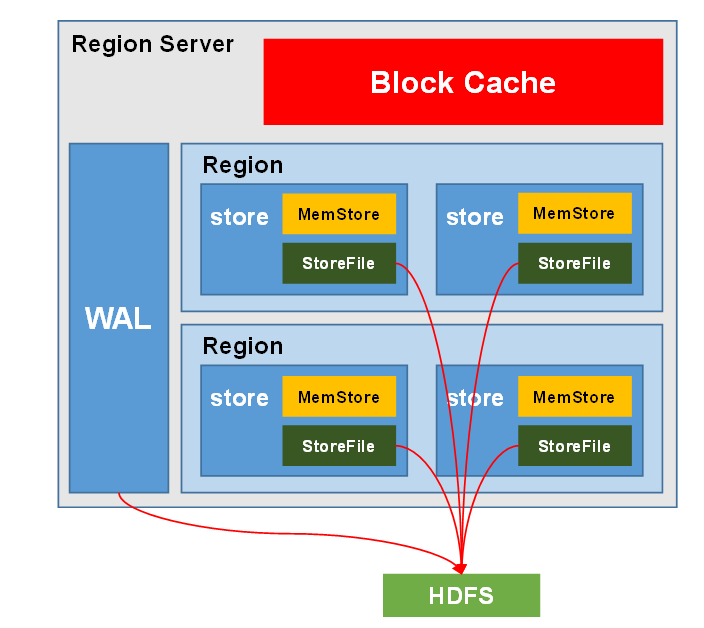 Region Server
Block Cache
WAL
Region
store
MemStore
StoreFile
store
MemStore
StoreFile
Region
store
MemStore
StoreFile
store
MemStore
StoreFile
HDFS